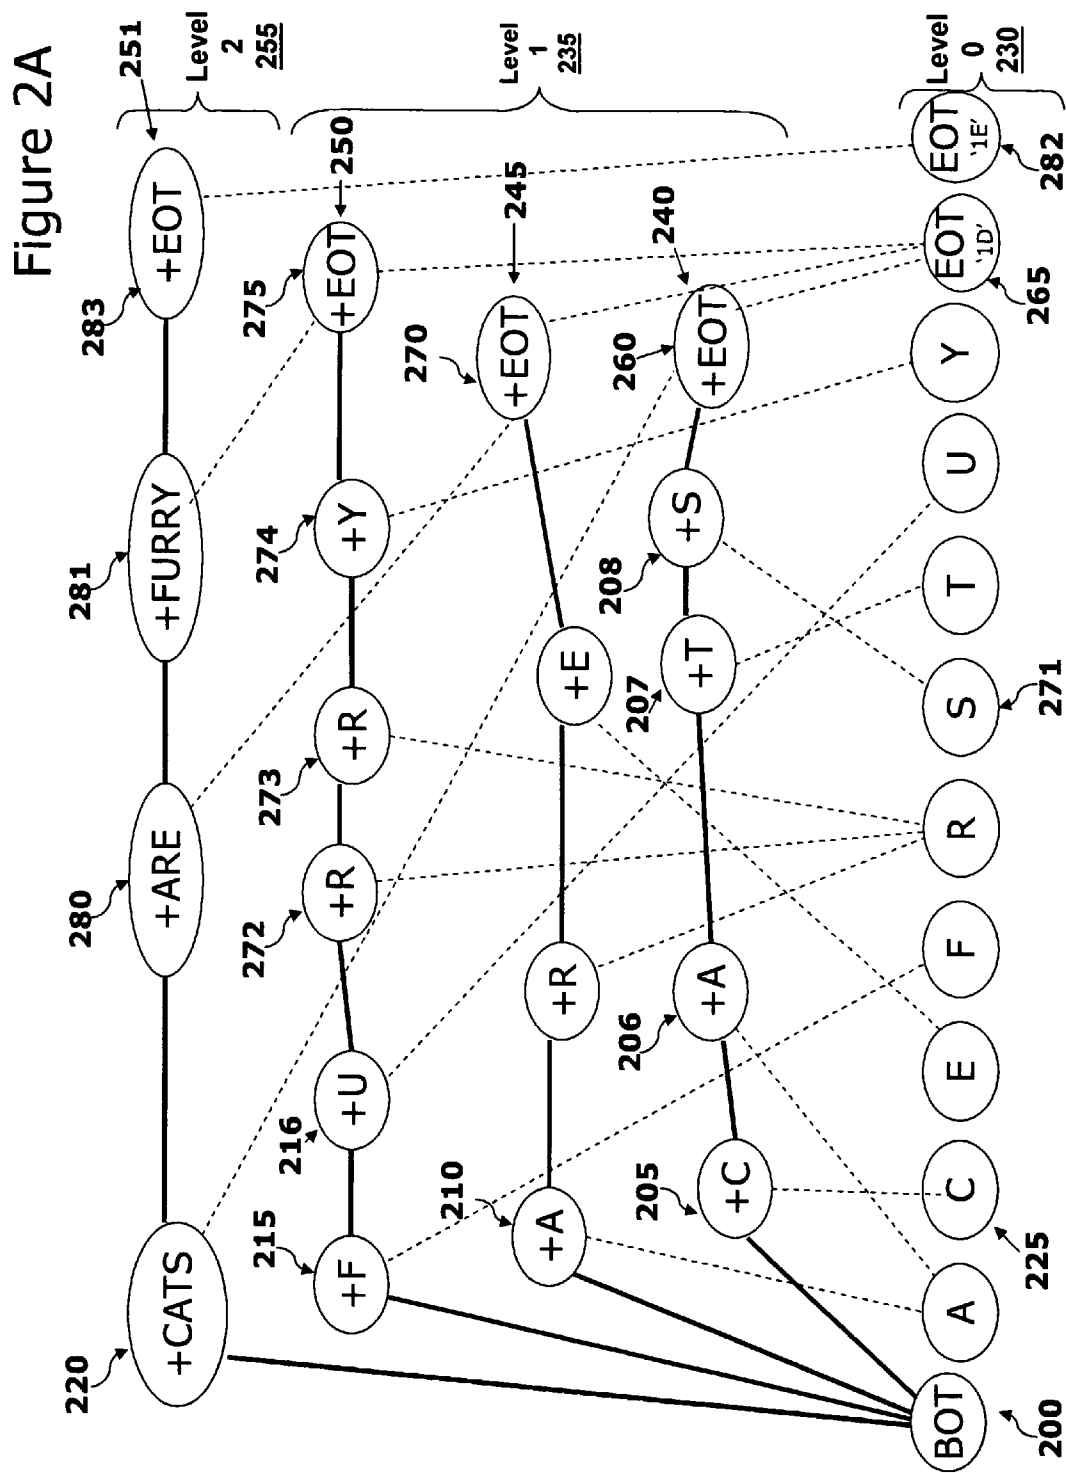 Figure 2A
251
Level 2 255
283
+EOT
281
+FURRY
280
+ARE
220
+CATS
250
275
+EOT
274
+Y
273
+R
272
+R
216
+U
215
+F
Level 1 235
245
270
+EOT
+E
+R
210
+A
240
260
+EOT
208
+S
207
+T
206
+A
205
+C
Level 0 230
BOT
A
C
E
F
R
S
T
U
Y
EOT '1D'
EOT '1E'
200
225
271
265
282